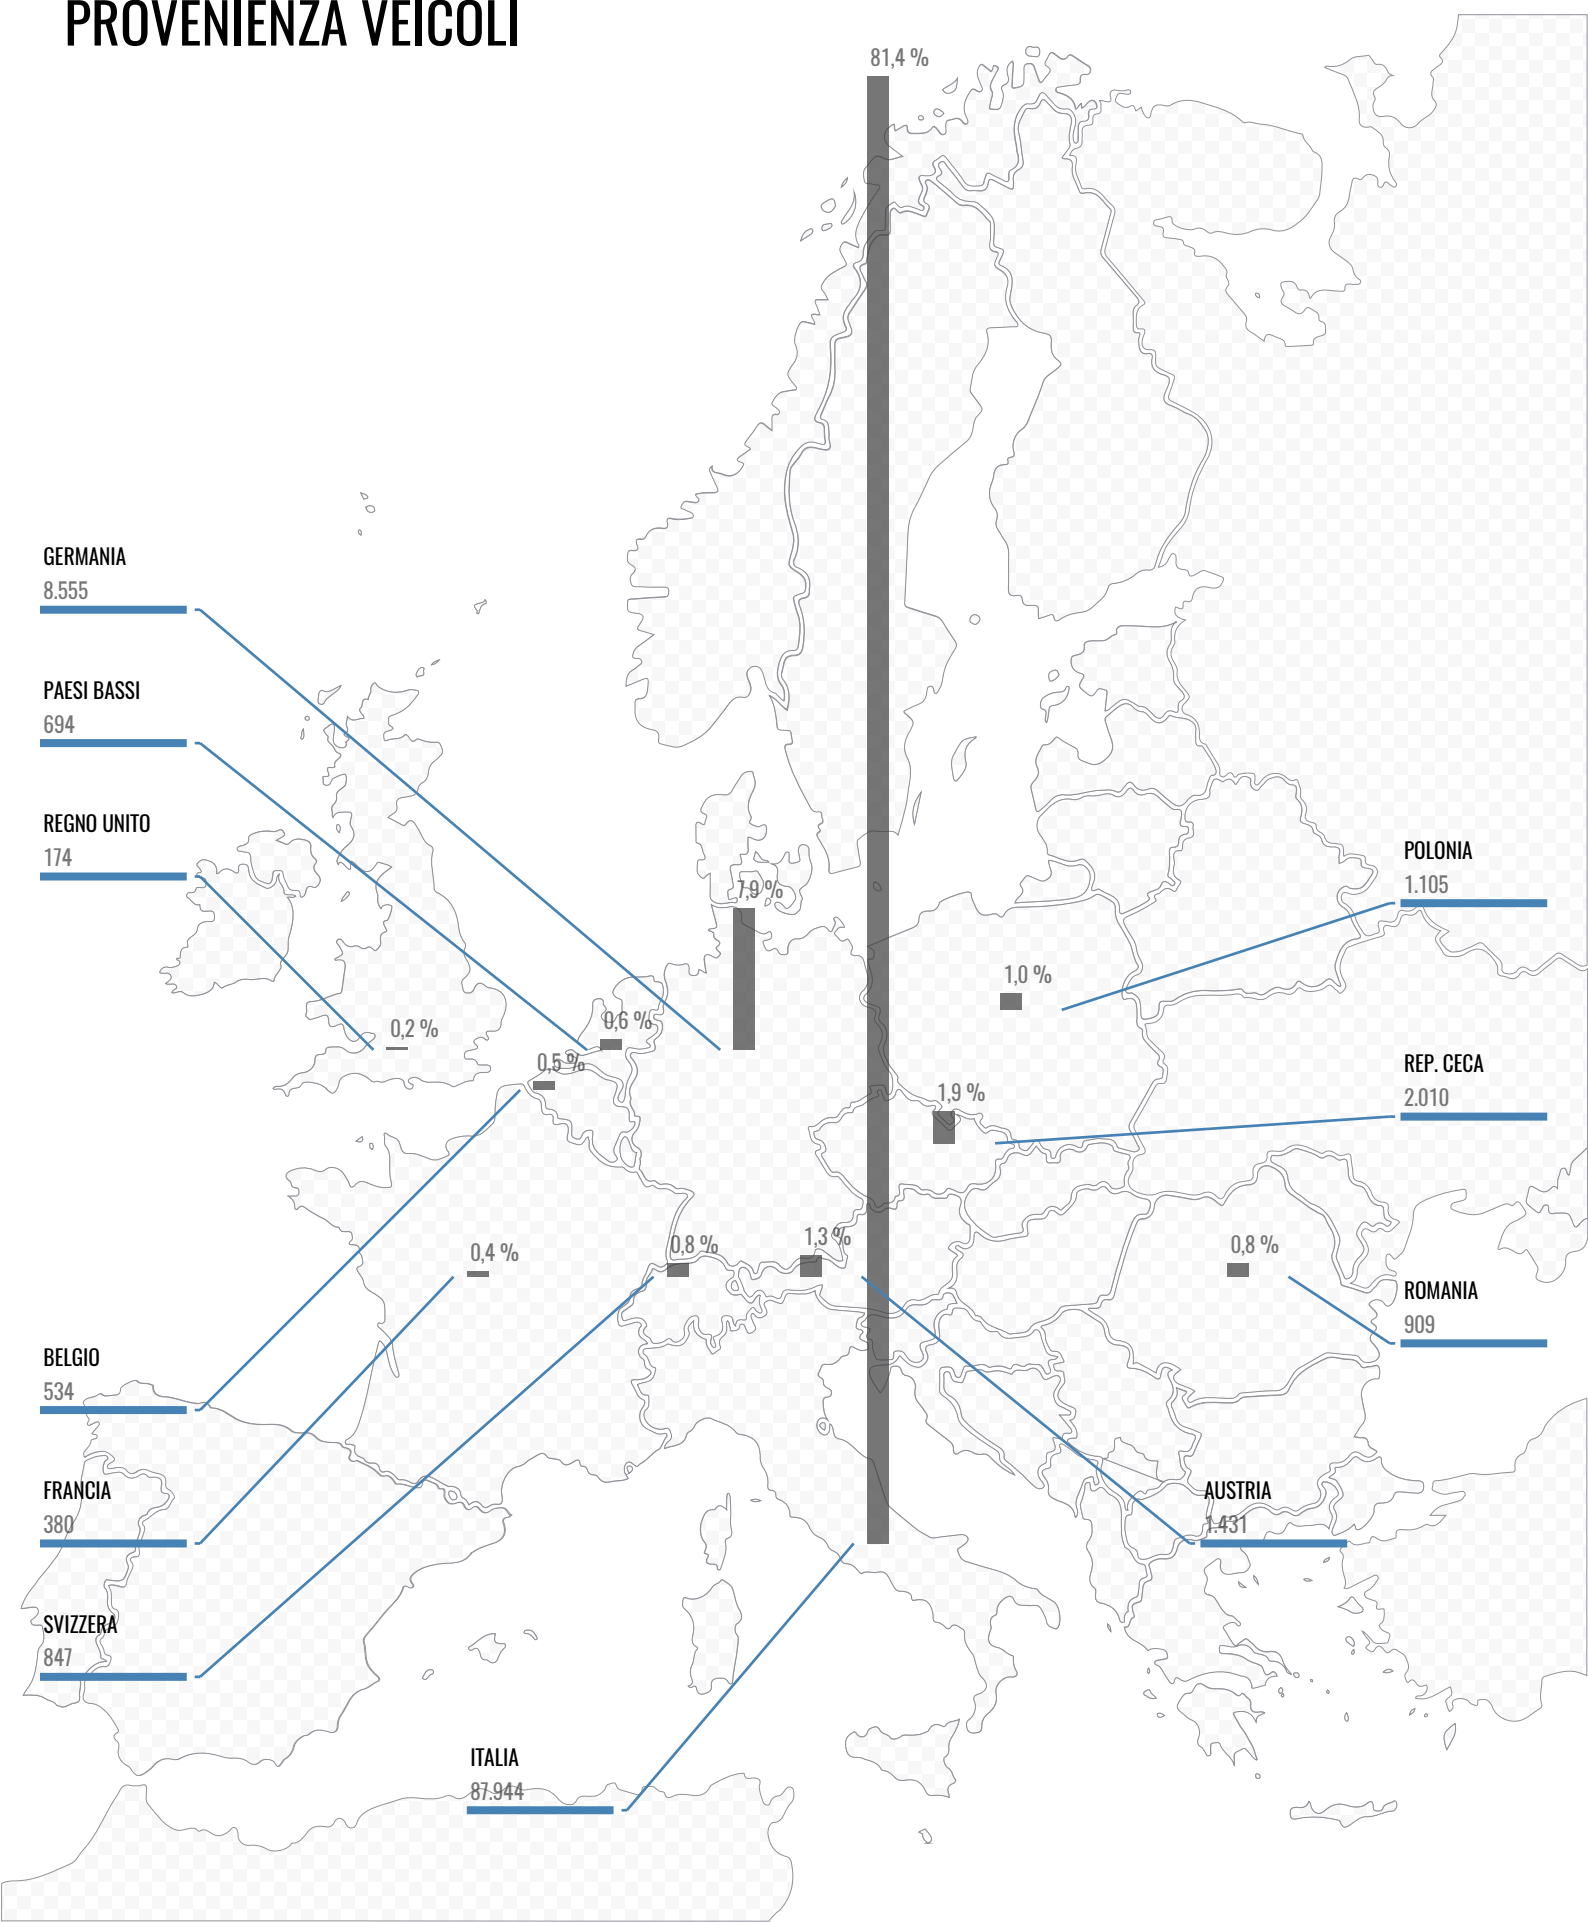 PROVENIENZA VEICOLI
81,4 %
GERMANIA
8.555
PAESI BASSI
694
REGNO UNITO
174
7,9 %
POLONIA
1.105
1,0 %
0,2 %
0,6 %
0,5 %
REP. CECA
2.010
1,9 %
0,4 %
0,8 %
1,3 %
0,8 %
ROMANIA
909
BELGIO
534
FRANCIA
380
AUSTRIA
1.431
SVIZZERA
847
ITALIA
87.944